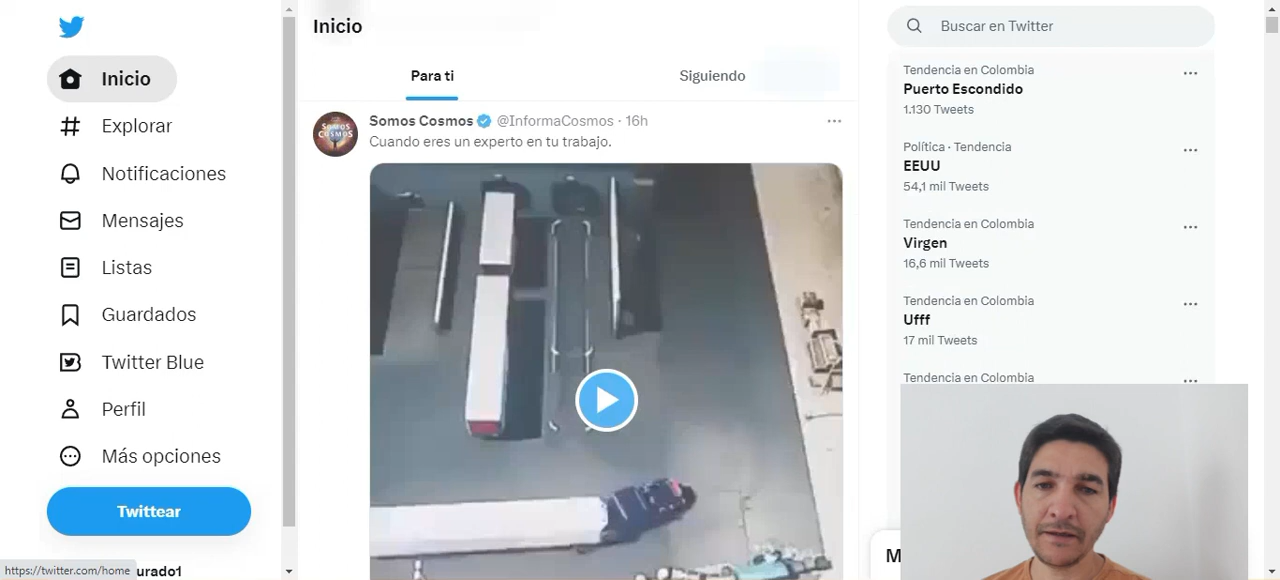 Inicio
Explorar
Notificaciones
Mensajes
Listas
Guardados
Twitter Blue
Perfil
Más opciones
Twittear
https://twitter.com/home
urado1
Inicio
Para ti
Siguiendo
Somos Cosmos @InformaCosmos · 16h
Cuando eres un experto en tu trabajo.
SOMOS
COSMOS
Buscar en Twitter
Tendencia en Colombia
Puerto Escondido
1.130 Tweets
Política · Tendencia
EEUU
54,1 mil Tweets
Tendencia en Colombia
Virgen
16,6 mil Tweets
Tendencia en Colombia
Ufff
17 mil Tweets
Tendencia en Colombia
M